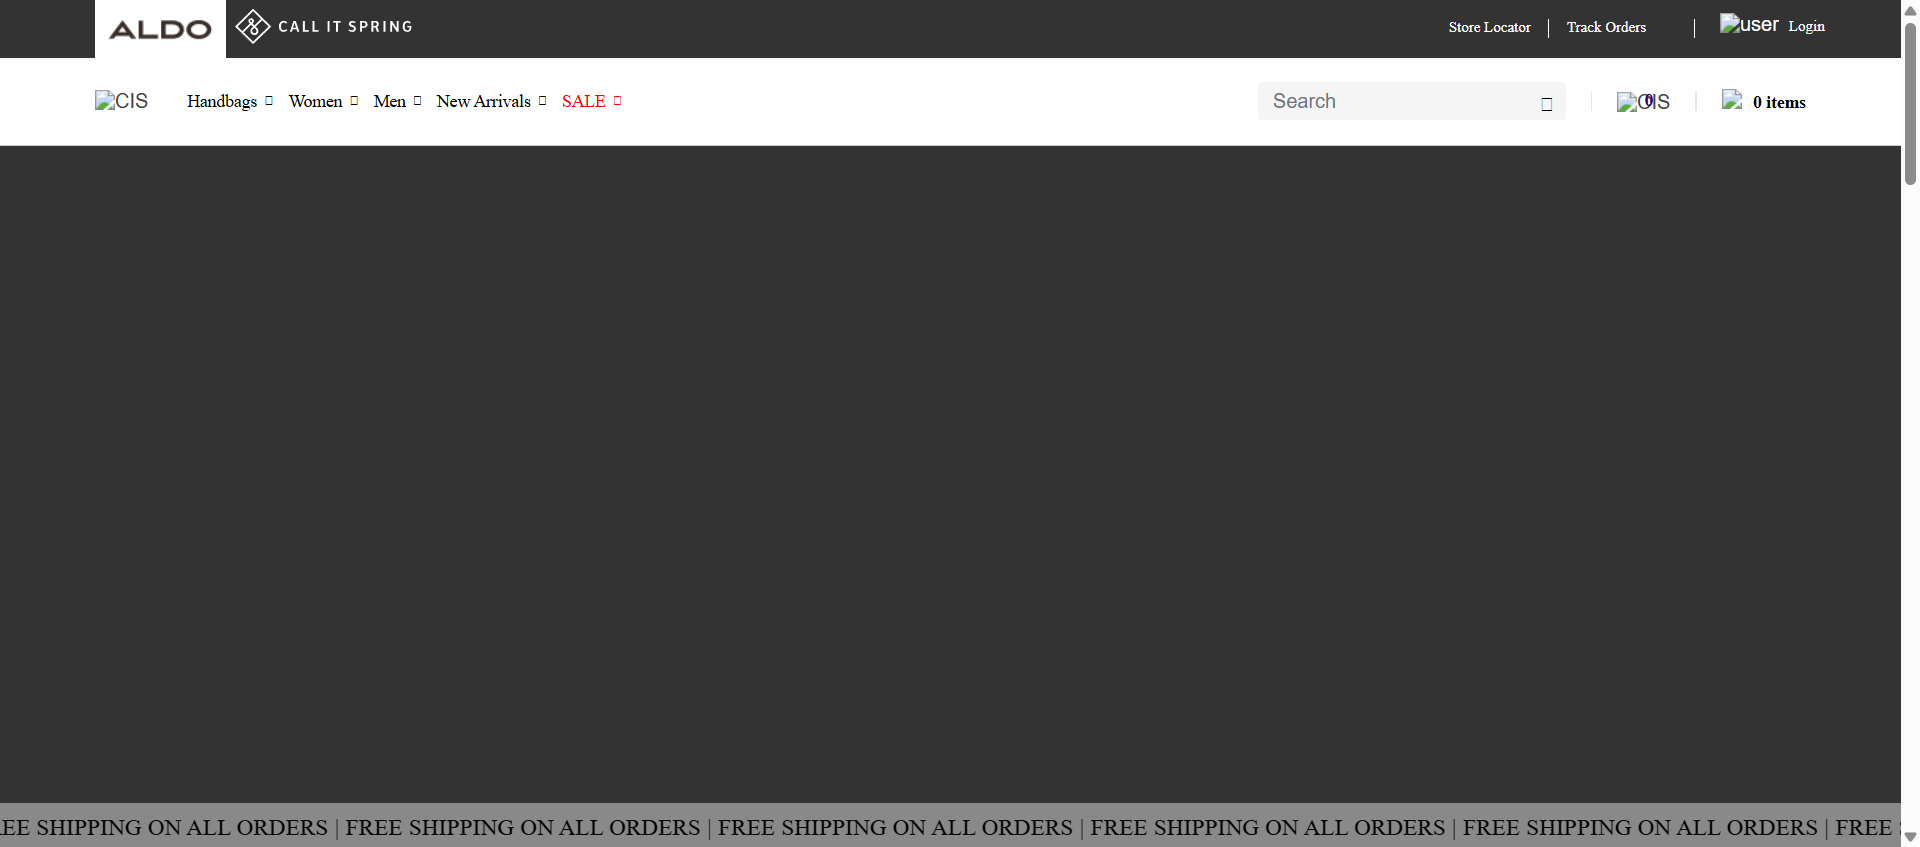 ALDO CALL IT SPRING Store Locator Track Orders user Login
CIS Handbags Women Men New Arrivals SALE Search CIS 0 0 items
EE SHIPPING ON ALL ORDERS | FREE SHIPPING ON ALL ORDERS | FREE SHIPPING ON ALL ORDERS | FREE SHIPPING ON ALL ORDERS | FREE SHIPPING ON ALL ORDERS | FREE